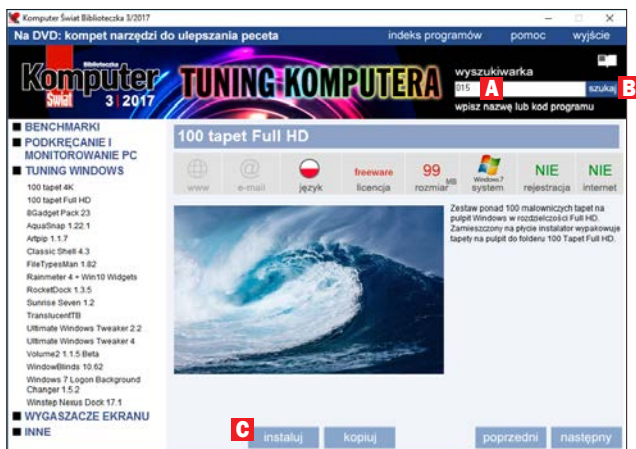 Komputer Świat Biblioteczka 3/2017
Na DVD: kompet narzędzi do ulepszania peceta
indeks programów pomoc wyjście
Biblioteczka
Komputer
Świat 3|2017
TUNING KOMPUTERA
wyszukiwarka
015 A szukaj B
wpisz nazwę lub kod programu
BENCHMARKI
PODKRĘCANIE I
MONITOROWANIE PC
TUNING WINDOWS
100 tapet 4K
100 tapet Full HD
8Gadget Pack 23
AquaSnap 1.22.1
Artpip 1.1.7
Classic Shell 4.3
FileTypesMan 1.82
Rainmeter 4 + Win10 Widgets
RocketDock 1.3.5
Sunrise Seven 1.2
TranslucentTB
Ultimate Windows Tweaker 2.2
Ultimate Windows Tweaker 4
Volume2 1.1.5 Beta
WindowBlinds 10.62
Windows 7 Logon Background
Changer 1.5.2
Winstep Nexus Dock 17.1
WYGASZACZE EKRANU
INNE
100 tapet Full HD
@ freeware 99 MB Windows 7 NIE NIE
www e-mail język licencja rozmiar system rejestracja internet
Zestaw ponad 100 malowniczych tapet na
pulpit Windows w rozdzielczości Full HD.
Zamieszczony na płycie instalator wypakowuje
tapety na pulpit do folderu 100 Tapet Full HD.
C instaluj kopiuj poprzedni następny